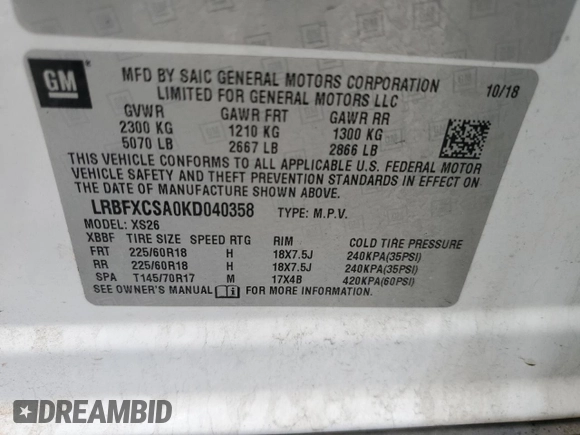 GM
MFD BY SAIC GENERAL MOTORS CORPORATION
LIMITED FOR GENERAL MOTORS LLC
10/18
GVWR GAWR FRT GAWR RR
2300 KG 1210 KG 1300 KG
5070 LB 2667 LB 2866 LB
THIS VEHICLE CONFORMS TO ALL APPLICABLE U.S. FEDERAL MOTOR
VEHICLE SAFETY AND THEFT PREVENTION STANDARDS IN EFFECT ON
THE DATE OF MANUFACTURE SHOWN ABOVE.
LRBFXCSA0KD040358 TYPE: M.P.V.
MODEL: XS26
XBBF TIRE SIZE SPEED RTG RIM COLD TIRE PRESSURE
FRT 225/60R18 H 18X7.5J 240KPA(35PSI)
RR 225/60R18 H 18X7.5J 240KPA(35PSI)
SPA T145/70R17 M 17X4B 420KPA(60PSI)
SEE OWNER'S MANUAL FOR MORE INFORMATION.
DREAMBID